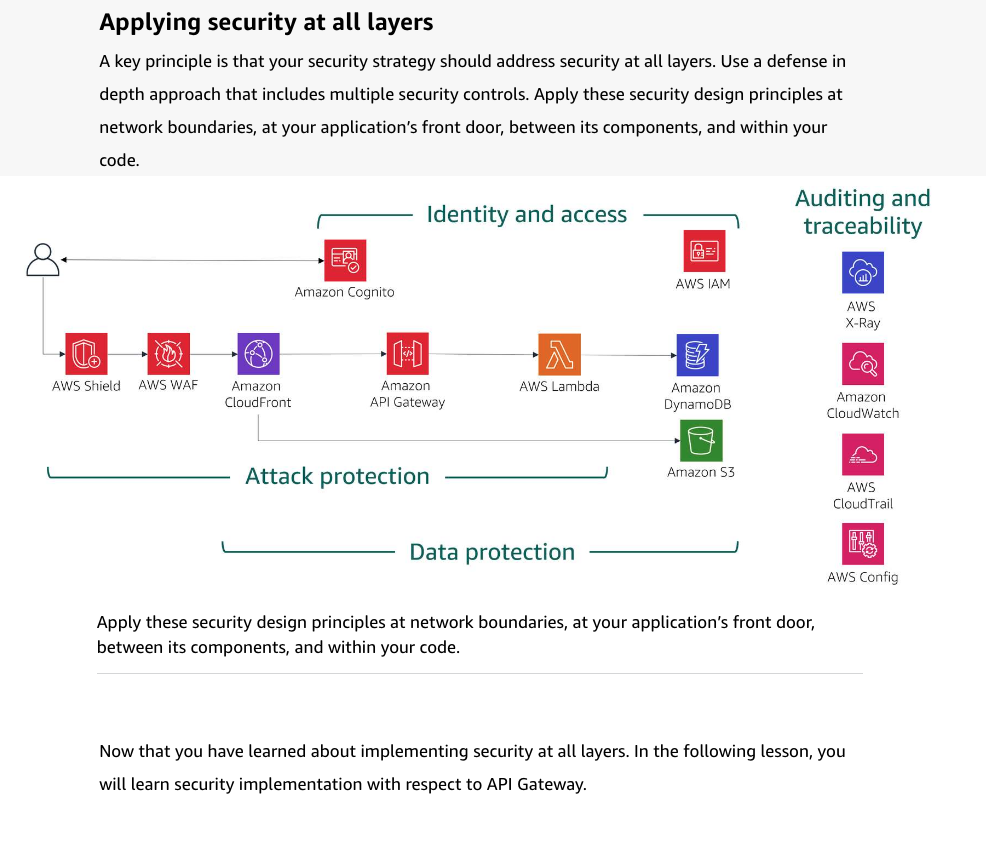 Applying security at all layers
A key principle is that your security strategy should address security at all layers. Use a defense in
depth approach that includes multiple security controls. Apply these security design principles at
network boundaries, at your application’s front door, between its components, and within your
code.
Identity and access
Auditing and
traceability
Amazon Cognito
AWS IAM
AWS
X-Ray
AWS Shield
AWS WAF
Amazon
CloudFront
Amazon
API Gateway
AWS Lambda
Amazon
DynamoDB
Amazon
CloudWatch
Amazon S3
Attack protection
AWS
CloudTrail
Data protection
AWS Config
Apply these security design principles at network boundaries, at your application’s front door,
between its components, and within your code.
Now that you have learned about implementing security at all layers. In the following lesson, you
will learn security implementation with respect to API Gateway.